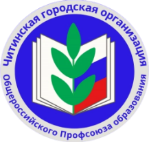 Читинская городская организация
Общероссийского Профсоюза образования